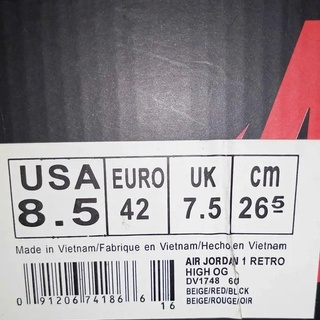 USA EURO UK cm
8.5 42 7.5 26 5
Made in Vietnam/Fabrique en Vietnam/Hecho en Vietnam
AIR JORDAN 1 RETRO
HIGH OG
DV1748 60
BEIGE/RED/BLCK
BEIGE/ROUGE/OIR
0 91206 74186 6 16